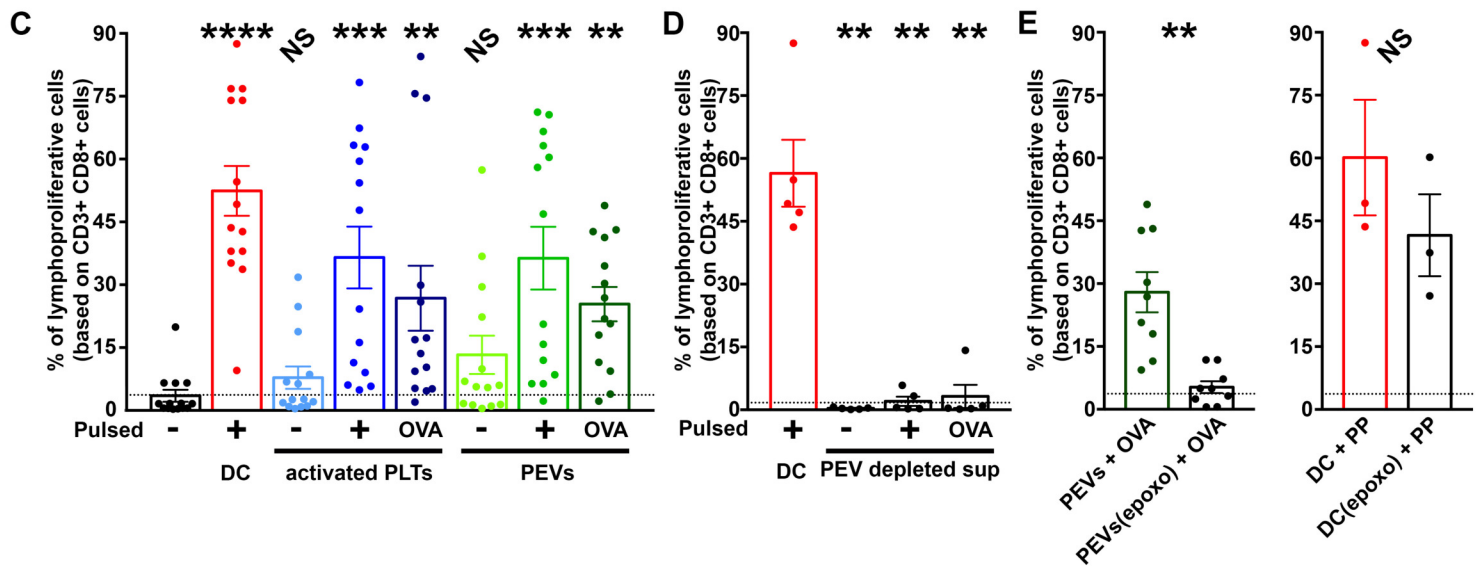 C
% of lymphoproliferative cells
(based on CD3+ CD8+ cells)
90
75
60
45
30
15
0
**** NS *** ** NS *** **
Pulsed - + - + OVA - + OVA
DC activated PLTs PEVs
D
% of lymphoproliferative cells
(based on CD3+ CD8+ cells)
90
75
60
45
30
15
0
** ** **
Pulsed + - + OVA
DC PEV depleted sup
E
% of lymphoproliferative cells
(based on CD3+ CD8+ cells)
90
75
60
45
30
15
0
**
PEVs + OVA
PEVs(epoxo) + OVA
90
75
60
45
30
15
0
NS
DC + PP
DC(epoxo) + PP